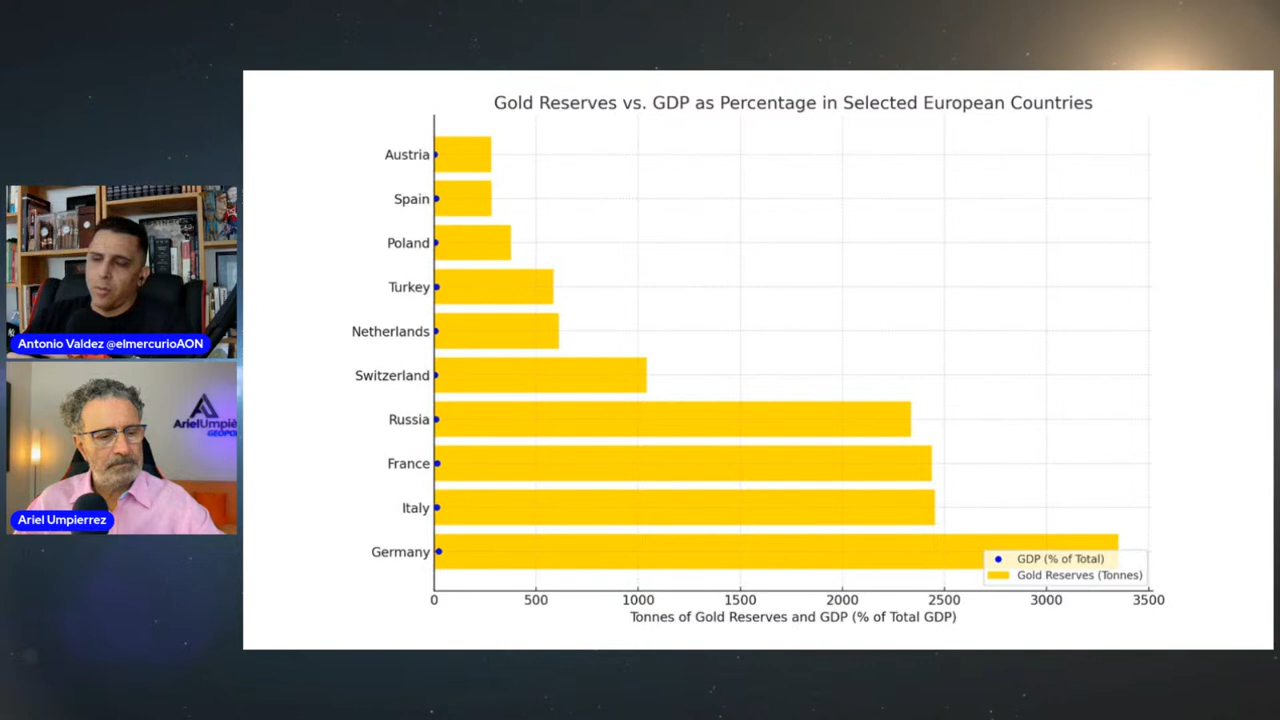 Gold Reserves vs. GDP as Percentage in Selected European Countries
Austria
Spain
Poland
Turkey
Netherlands
Switzerland
Russia
France
Italy
Germany
GDP (% of Total)
Gold Reserves (Tonnes)
0 500 1000 1500 2000 2500 3000 3500
Tonnes of Gold Reserves and GDP (% of Total GDP)
Antonio Valdez @elmercurioAON
Ariel Umpierrez